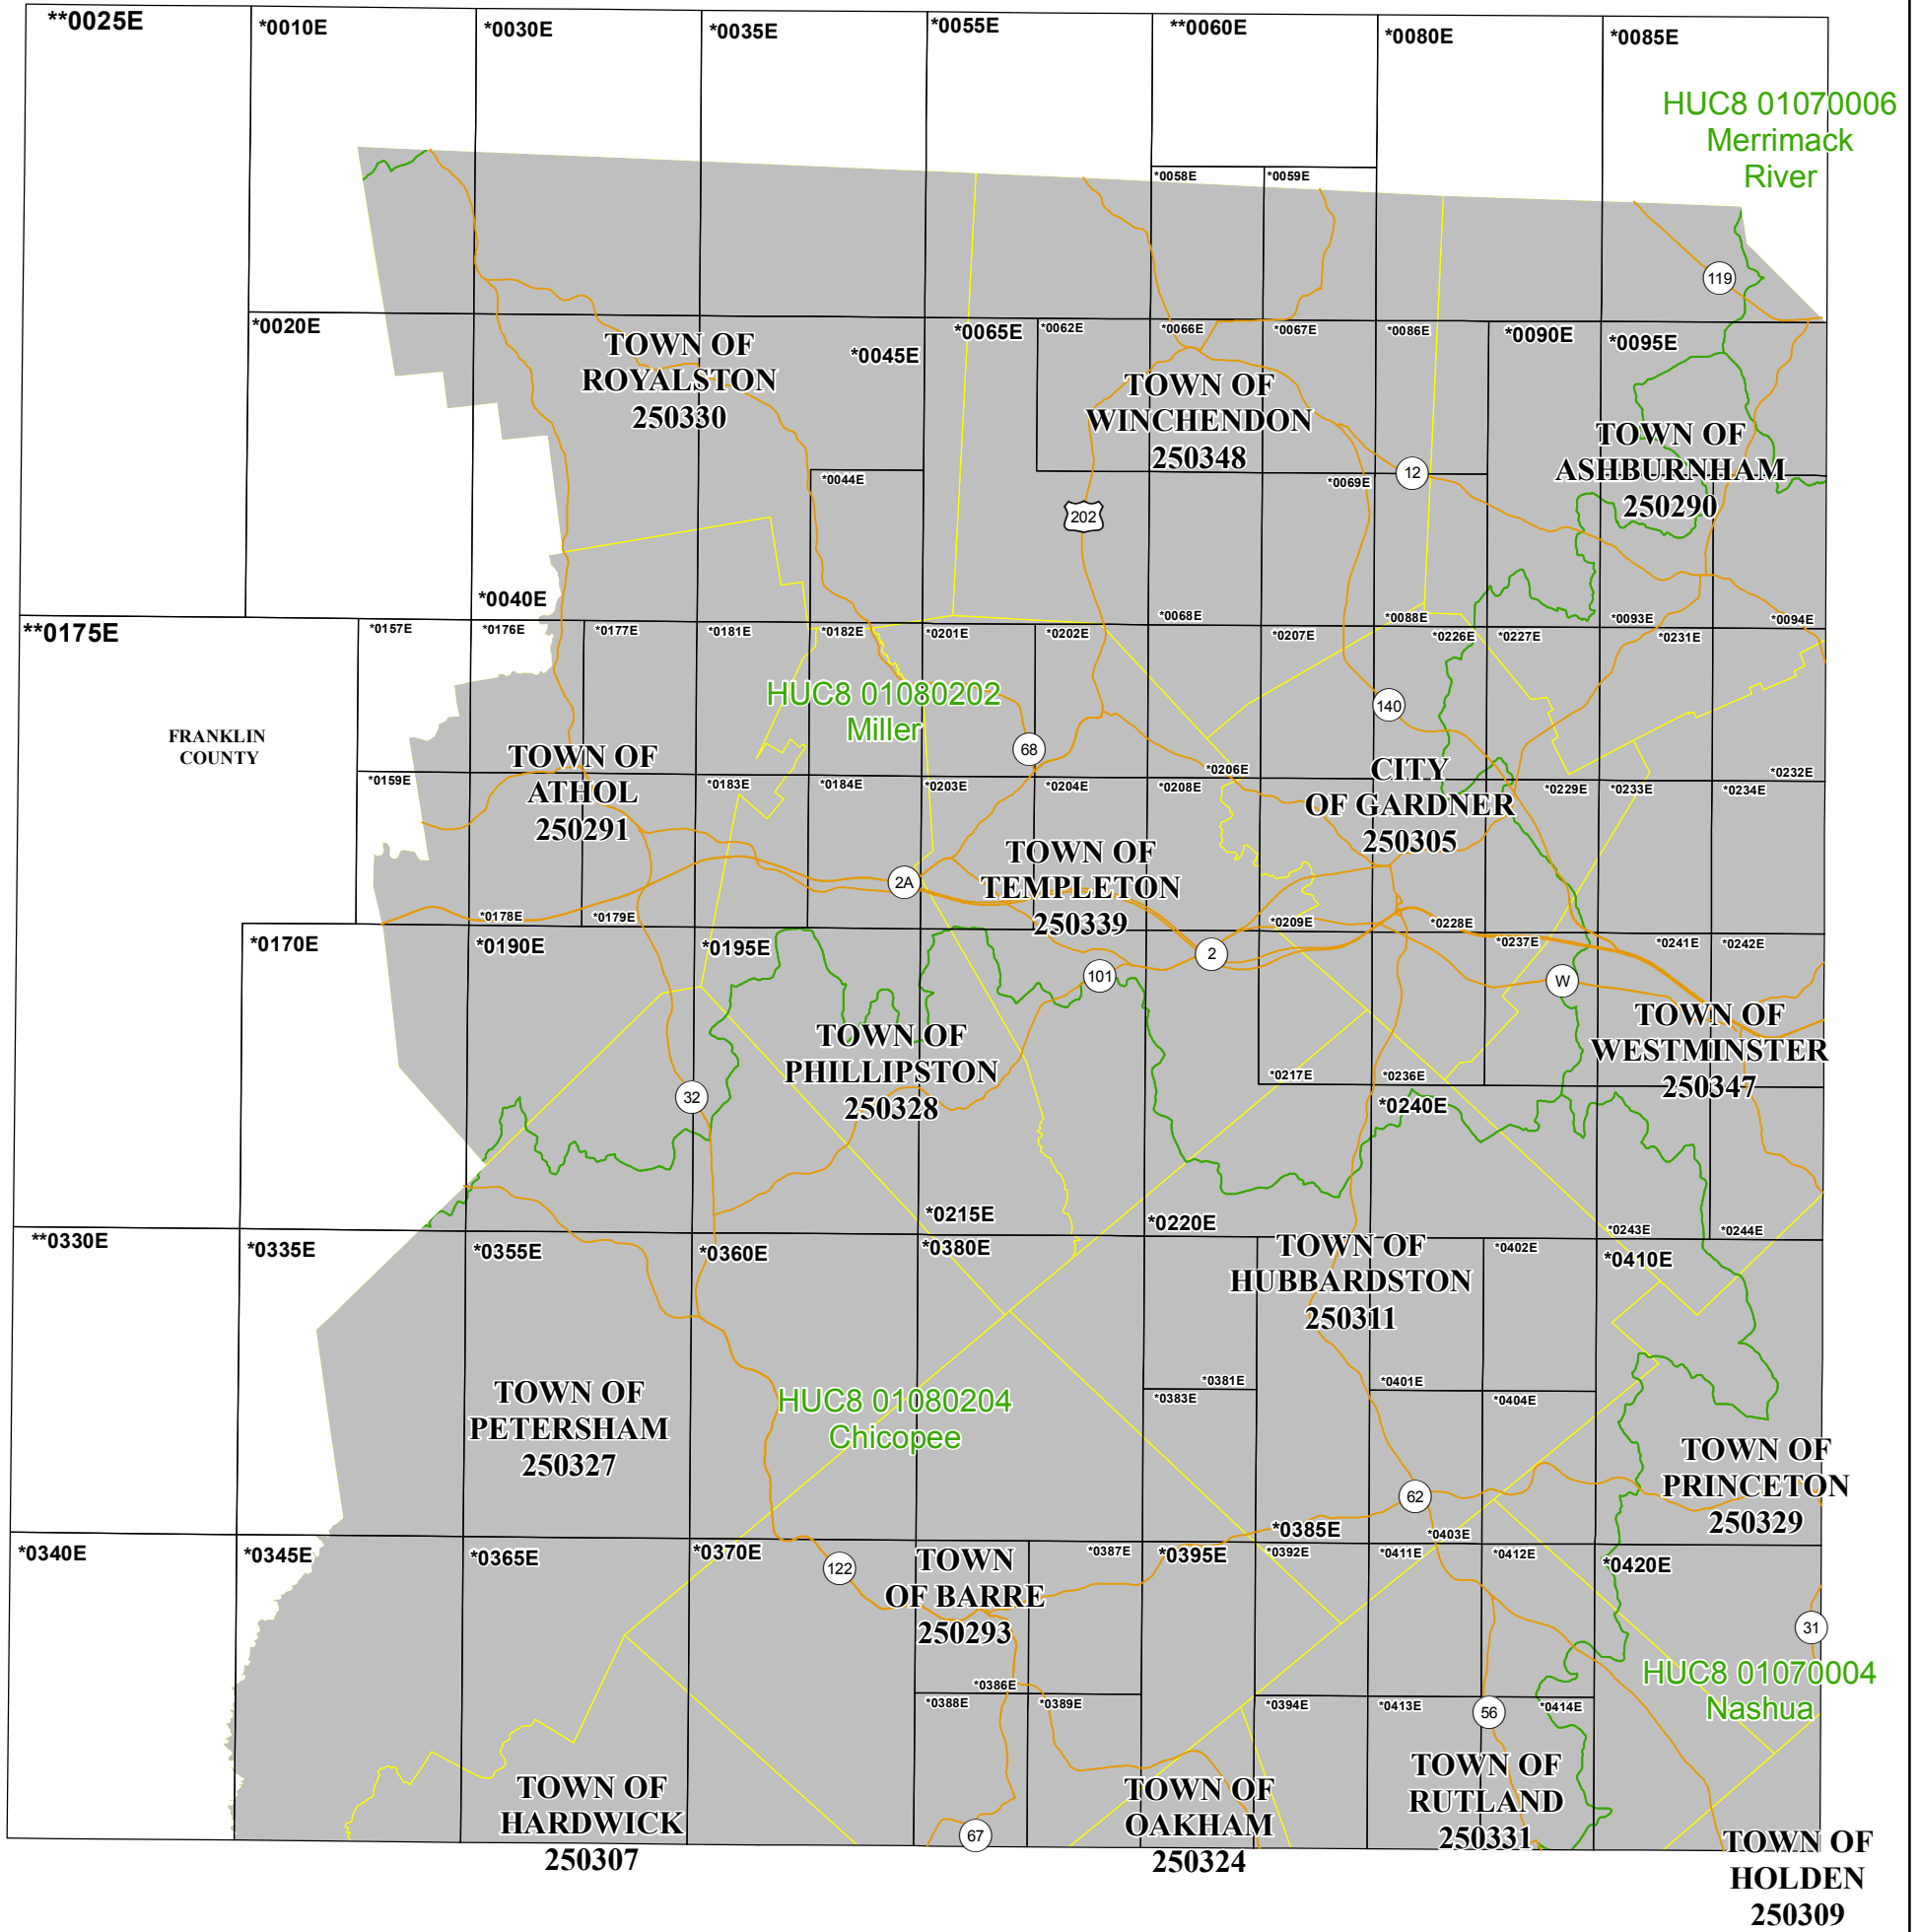 **0025E
*0010E
*0030E
*0035E
*0055E
**0060E
*0080E
*0085E
HUC8 01070006
Merrimack
River
*0058E
*0059E
119
*0020E
TOWN OF
ROYALSTON
250330
*0045E
*0065E
*0062E
*0066E
*0067E
*0086E
*0090E
*0095E
TOWN OF
WINCHENDON
250348
TOWN OF
ASHBURNHAM
250290
*0044E
202
*0069E
12
*0040E
*0068E
*0088E
*0093E
*0094E
**0175E
*0157E
*0176E
*0177E
*0181E
*0182E
*0201E
*0202E
*0207E
*0226E
*0227E
*0231E
HUC8 01080202
Miller
FRANKLIN
COUNTY
68
140
TOWN OF
ATHOL
250291
*0159E
*0183E
*0184E
*0203E
*0204E
*0206E
*0208E
CITY
OF GARDNER
250305
*0229E
*0233E
*0232E
*0234E
2A
TOWN OF
TEMPLETON
250339
*0178E
*0179E
*0209E
*0228E
*0170E
*0190E
*0195E
*0237E
*0241E
*0242E
101
2
W
TOWN OF
PHILLIPSTON
250328
TOWN OF
WESTMINSTER
250347
32
*0217E
*0236E
*0240E
*0215E
*0220E
*0243E
*0244E
**0330E
*0335E
*0355E
*0360E
*0380E
TOWN OF
HUBBARDSTON
250311
*0402E
*0410E
*0381E
*0383E
*0401E
*0404E
TOWN OF
PETERSHAM
250327
HUC8 01080204
Chicopee
TOWN OF
PRINCETON
250329
62
*0385E
*0403E
*0340E
*0345E
*0365E
*0370E
*0387E
*0395E
*0392E
*0411E
*0412E
*0420E
122
TOWN
OF BARRE
250293
31
*0386E
*0388E
*0389E
*0394E
*0413E
*0414E
56
HUC8 01070004
Nashua
TOWN OF
HARDWICK
250307
67
TOWN OF
OAKHAM
250324
TOWN OF
RUTLAND
250331
TOWN OF
HOLDEN
250309